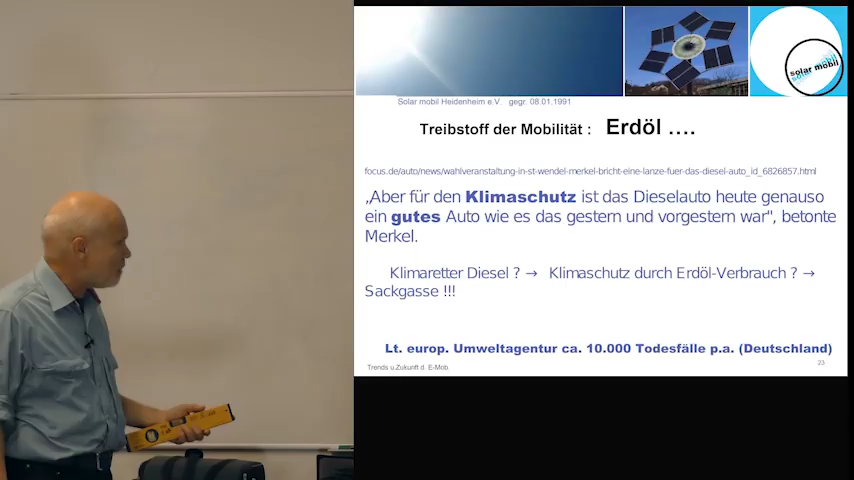 solar mobil
Solar mobil Heidenheim e.V. gegr. 08.01.1991
Treibstoff der Mobilität : Erdöl ....
focus.de/auto/news/wahlveranstaltung-in-st-wendel-merkel-bricht-eine-lanze-fuer-das-diesel-auto_id_6826857.html
„Aber für den Klimaschutz ist das Dieselauto heute genauso
ein gutes Auto wie es das gestern und vorgestern war", betonte
Merkel.
Klimaretter Diesel ? → Klimaschutz durch Erdöl-Verbrauch ? →
Sackgasse !!!
Lt. europ. Umweltagentur ca. 10.000 Todesfälle p.a. (Deutschland)
Trends u.Zukunft d. E-Mob.
23